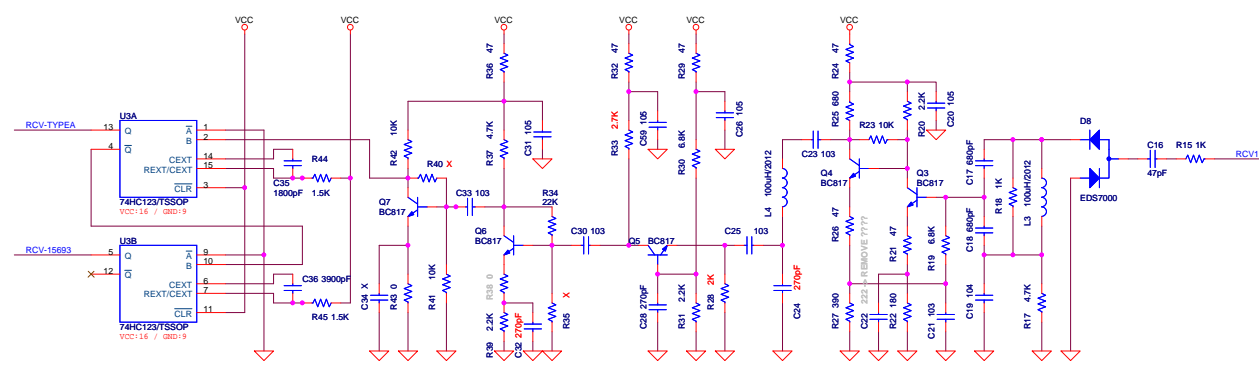 VCC
VCC
VCC
VCC
VCC
VCC
R36 47
R32 47
R29 47
R24 47
RCV-TYPEA
U3A
13 Q
4 Q
1 A
2 B
14 CEXT
15 REXT/CEXT
3 CLR
74HC123/TSSOP
VCC:16 / GND:9
C35
1800pF
R44
1.5K
R42 10K
R40 X
R37 4.7K
C31 105
C33 103
R34
22K
Q7
BC817
Q6
BC817
R33 2.7K
C59 105
R30 6.8K
C26 105
R25 680
R23 10K
R20 2.2K
C20 105
C23 103
L4 100uH/2012
Q4
BC817
Q3
BC817
C17 680pF
C18 680pF
R18 1K
L3 100uH/2012
D8
EDS7000
C16
47pF
R15 1K
RCV1
RCV-15693
U3B
5 Q
12 Q
9 A
10 B
6 CEXT
7 REXT/CEXT
11 CLR
74HC123/TSSOP
VCC:16 / GND:9
C36 3900pF
R45 1.5K
C34 X
R43 0
R41 10K
R38 0
R39 2.2K
C32 270pF
R35 X
C30 103
Q5 BC817
C28 270pF
R31 2.2K
R28 2K
C25 103
C24 270pF
R26 47
R27 390
222 => REMOVE ????
C22
R21 47
R22 180
R19 6.8K
C21 103
C19 104
R17 4.7K